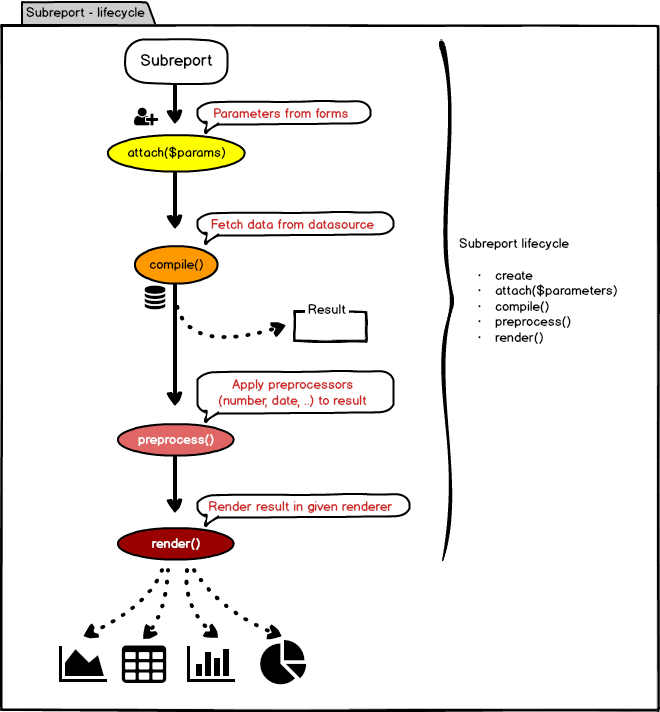 Subreport - lifecycle
Subreport
Parameters from forms
attach($params)
Fetch data from datasource
compile()
Result
Apply preprocessors
(number, date, ..) to result
preprocess()
Render result in given renderer
render()
Subreport lifecycle
· create
· attach($parameters)
· compile()
· preprocess()
· render()